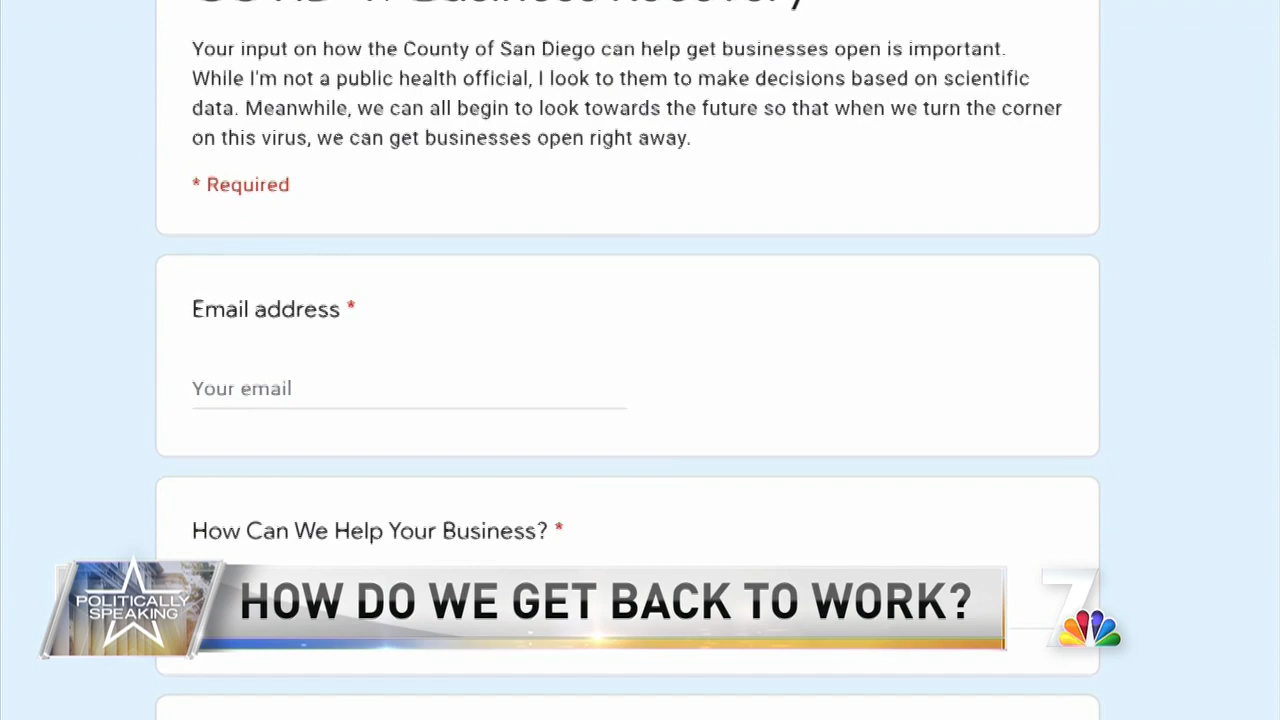 Business Recovery
Your input on how the County of San Diego can help get businesses open is important.
While I'm not a public health official, I look to them to make decisions based on scientific
data. Meanwhile, we can all begin to look towards the future so that when we turn the corner
on this virus, we can get businesses open right away.
* Required
Email address *
Your email
How Can We Help Your Business? *
POLITICALLY
SPEAKING
HOW DO WE GET BACK TO WORK?
7